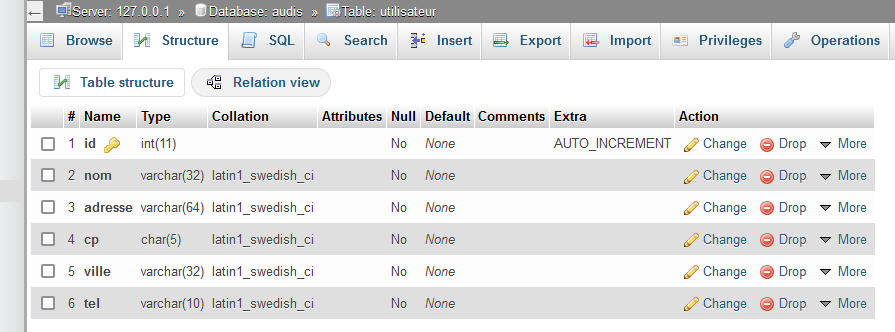 Server: 127.0.0.1 » Database: audis » Table: utilisateur
Browse Structure SQL Search Insert Export Import Privileges Operations
Table structure Relation view
# Name Type Collation Attributes Null Default Comments Extra Action
1 id int(11) No None AUTO_INCREMENT Change Drop More
2 nom varchar(32) latin1_swedish_ci No None Change Drop More
3 adresse varchar(64) latin1_swedish_ci No None Change Drop More
4 cp char(5) latin1_swedish_ci No None Change Drop More
5 ville varchar(32) latin1_swedish_ci No None Change Drop More
6 tel varchar(10) latin1_swedish_ci No None Change Drop More